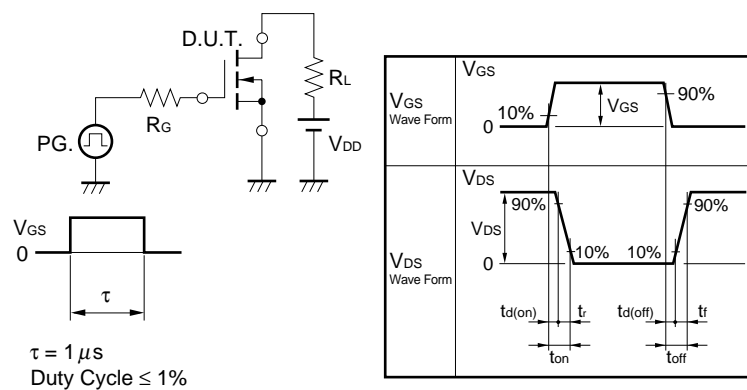 D.U.T.
RL
RG
PG.
VDD
VGS
0
τ
τ = 1 μs
Duty Cycle ≤ 1%
VGS
Wave Form
VGS
10%
0
VGS
90%
VDS
Wave Form
VDS
90%
VDS
0
10%
10%
90%
td(on)
tr
td(off)
tf
ton
toff